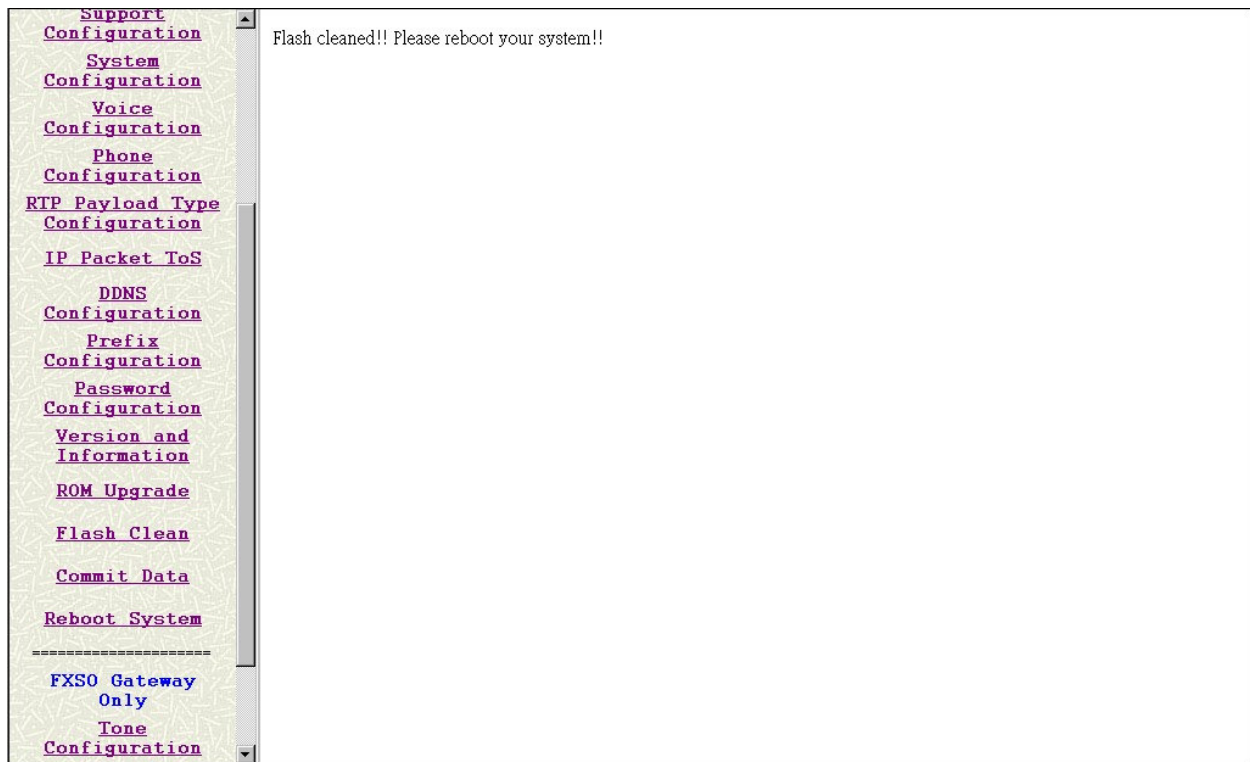 Support
Configuration
System
Configuration
Voice
Configuration
Phone
Configuration
RTP Payload Type
Configuration
IP Packet ToS
DDNS
Configuration
Prefix
Configuration
Password
Configuration
Version and
Information
ROM Upgrade
Flash Clean
Commit Data
Reboot System
=====================
FXSO Gateway
Only
Tone
Configuration
Flash cleaned!! Please reboot your system!!